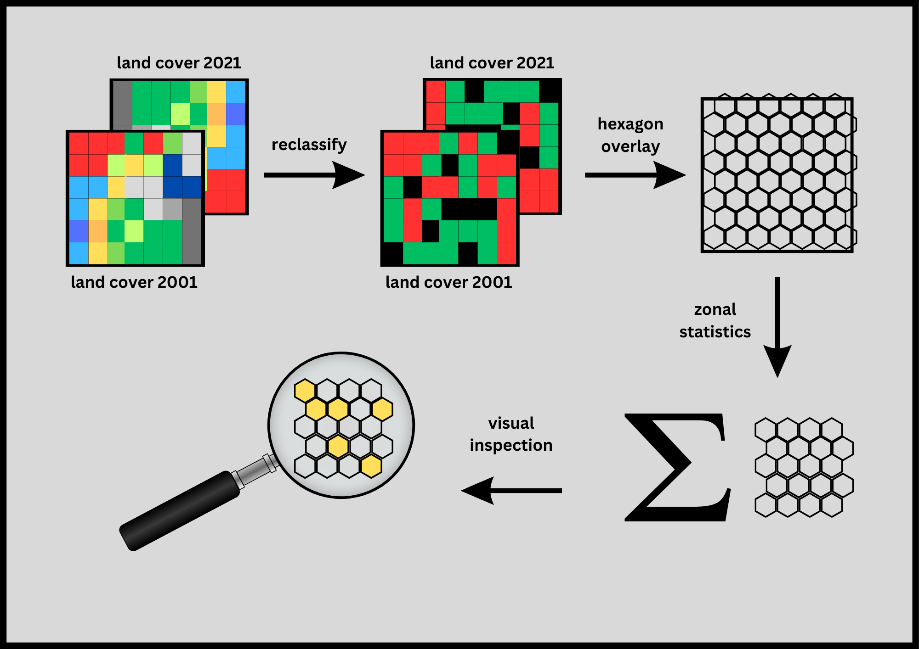 land cover 2021
land cover 2001
reclassify
land cover 2021
land cover 2001
hexagon
overlay
zonal
statistics
Σ
visual
inspection